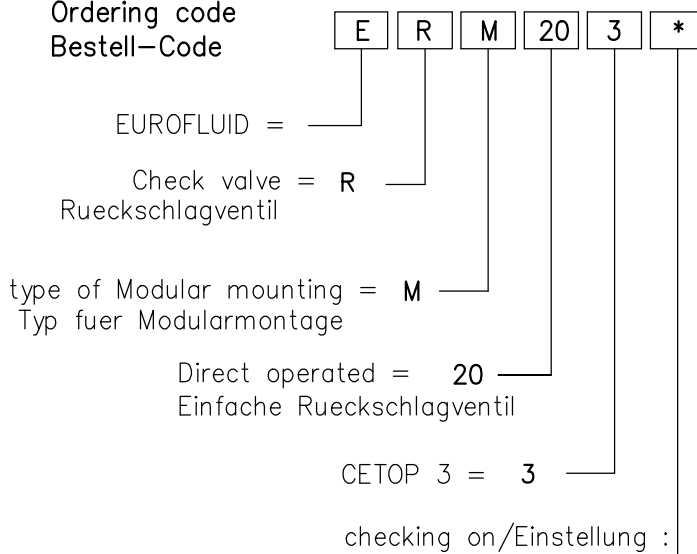 Ordering code
Bestell-Code
E R M 20 3 *
EUROFLUID =
Check valve = R
Rueckschlagventil
type of Modular mounting = M
Typ fuer Modularmontage
Direct operated = 20
Einfache Rueckschlagventil
CETOP 3 = 3
checking on/Einstellung :